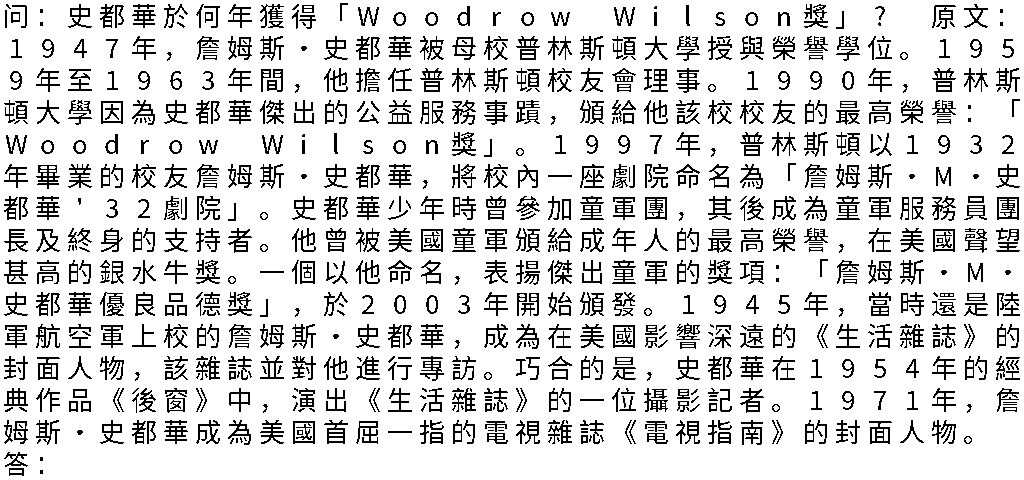 问：史都華於何年獲得「Ｗｏｏｄｒｏｗ　Ｗｉｌｓｏｎ獎」？　原文：
１９４７年，詹姆斯·史都華被母校普林斯頓大學授與榮譽學位。１９５
９年至１９６３年間，他擔任普林斯頓校友會理事。１９９０年，普林斯
頓大學因為史都華傑出的公益服務事蹟，頒給他該校校友的最高榮譽：「
Ｗｏｏｄｒｏｗ　Ｗｉｌｓｏｎ獎」。１９９７年，普林斯頓以１９３２
年畢業的校友詹姆斯·史都華，將校內一座劇院命名為「詹姆斯·Ｍ·史
都華＇３２劇院」。史都華少年時曾參加童軍團，其後成為童軍服務員團
長及終身的支持者。他曾被美國童軍頒給成年人的最高榮譽，在美國聲望
甚高的銀水牛獎。一個以他命名，表揚傑出童軍的獎項：「詹姆斯·Ｍ·
史都華優良品德獎」，於２００３年開始頒發。１９４５年，當時還是陸
軍航空軍上校的詹姆斯·史都華，成為在美國影響深遠的《生活雜誌》的
封面人物，該雜誌並對他進行專訪。巧合的是，史都華在１９５４年的經
典作品《後窗》中，演出《生活雜誌》的一位攝影記者。１９７１年，詹
姆斯·史都華成為美國首屈一指的電視雜誌《電視指南》的封面人物。
答：